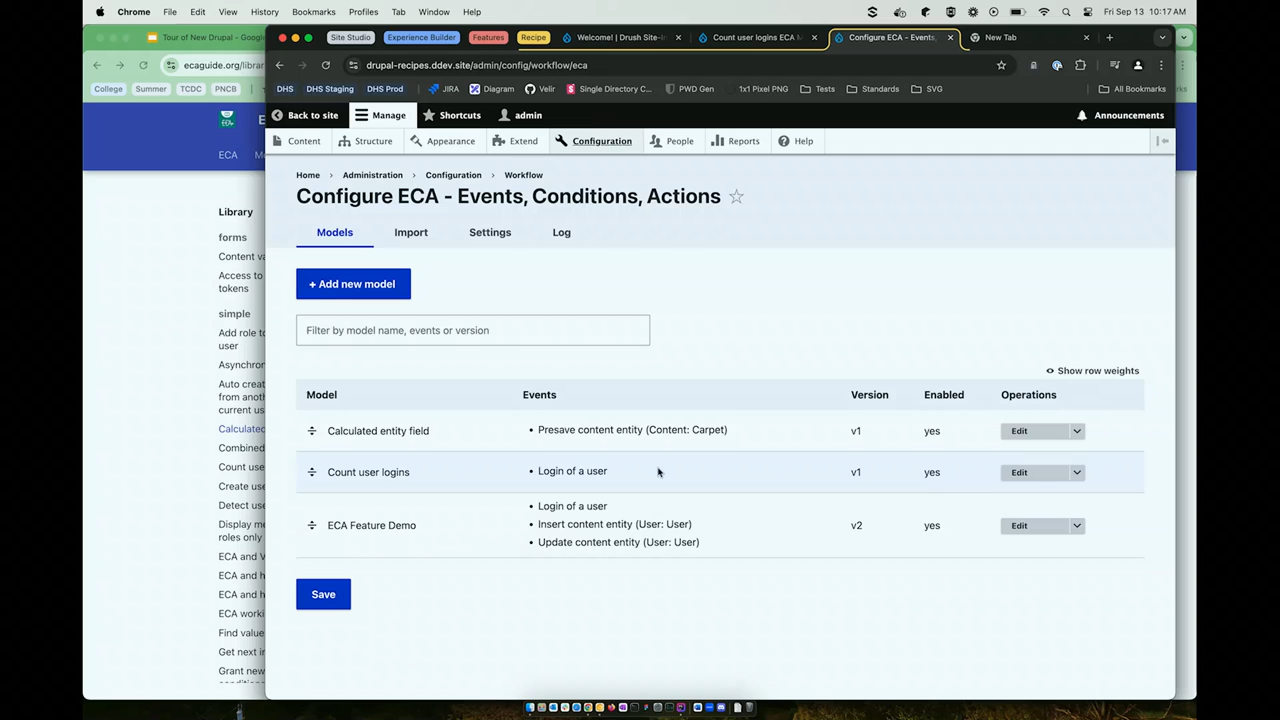 Chrome File Edit View History Bookmarks Profiles Tab Window Help Fri Sep 13 10:17 AM
Tour of New Drupal - Google
Site Studio Experience Builder Features Recipe Welcome! | Drush Site-In Count user logins ECA M Configure ECA - Events, New Tab
ecaguide.org/librar
drupal-recipes.ddev.site/admin/config/workflow/eca
College Summer TCDC PNCB
DHS DHS Staging DHS Prod JIRA Diagram Velir Single Directory C... PWD Gen 1x1 Pixel PNG Tests Standards SVG All Bookmarks
Back to site Manage Shortcuts admin Announcements
Content Structure Appearance Extend Configuration People Reports Help
ECA
Home › Administration › Configuration › Workflow
Configure ECA - Events, Conditions, Actions
Models Import Settings Log
+ Add new model
Filter by model name, events or version
Show row weights
Model Events Version Enabled Operations
Calculated entity field • Presave content entity (Content: Carpet) v1 yes Edit
Count user logins • Login of a user v1 yes Edit
ECA Feature Demo • Login of a user v2 yes Edit
• Insert content entity (User: User)
• Update content entity (User: User)
Save
Library
forms
Content va
Access to
tokens
simple
Add role to
user
Asynchron
Auto creat
from anoth
current us
Calculated
Combined
Count use
Create use
Detect use
Display me
roles only
ECA and V
ECA and h
ECA and h
ECA worki
Find value
Get next i
Grant new